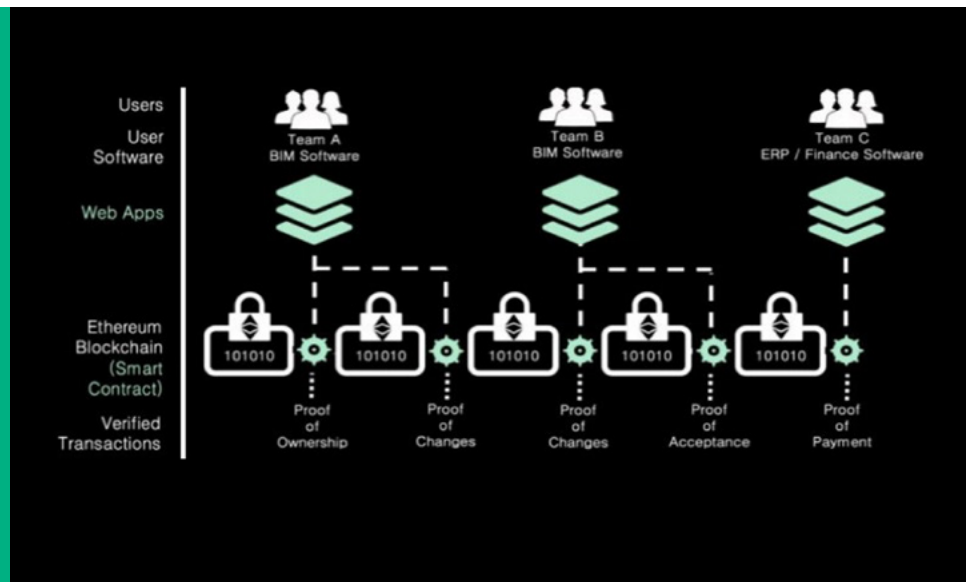 Users
User
Software
Team A
BIM Software
Team B
BIM Software
Team C
ERP / Finance Software
Web Apps
Ethereum
Blockchain
(Smart
Contract)
101010
101010
101010
101010
101010
Verified
Transactions
Proof
of
Ownership
Proof
of
Changes
Proof
of
Changes
Proof
of
Acceptance
Proof
of
Payment